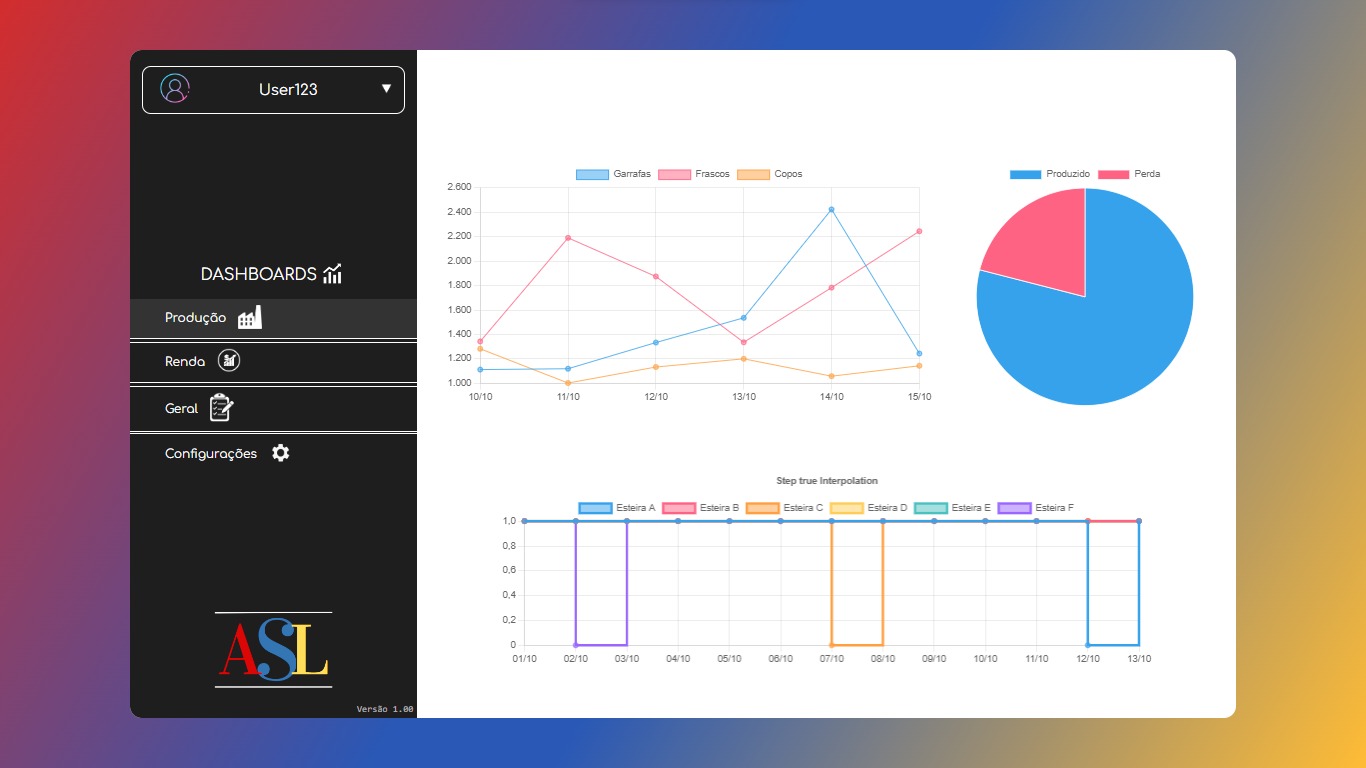 User123 ▼
DASHBOARDS
Produção
Renda
Geral
Configurações
ASL
Versão 1.00
Garrafas Frascos Copos
2.600
2.400
2.200
2.000
1.800
1.600
1.400
1.200
1.000
10/10 11/10 12/10 13/10 14/10 15/10
Produzido Perda
Step true Interpolation
Esteira A Esteira B Esteira C Esteira D Esteira E Esteira F
1,0
0,8
0,6
0,4
0,2
0
01/10 02/10 03/10 04/10 05/10 06/10 07/10 08/10 09/10 10/10 11/10 12/10 13/10